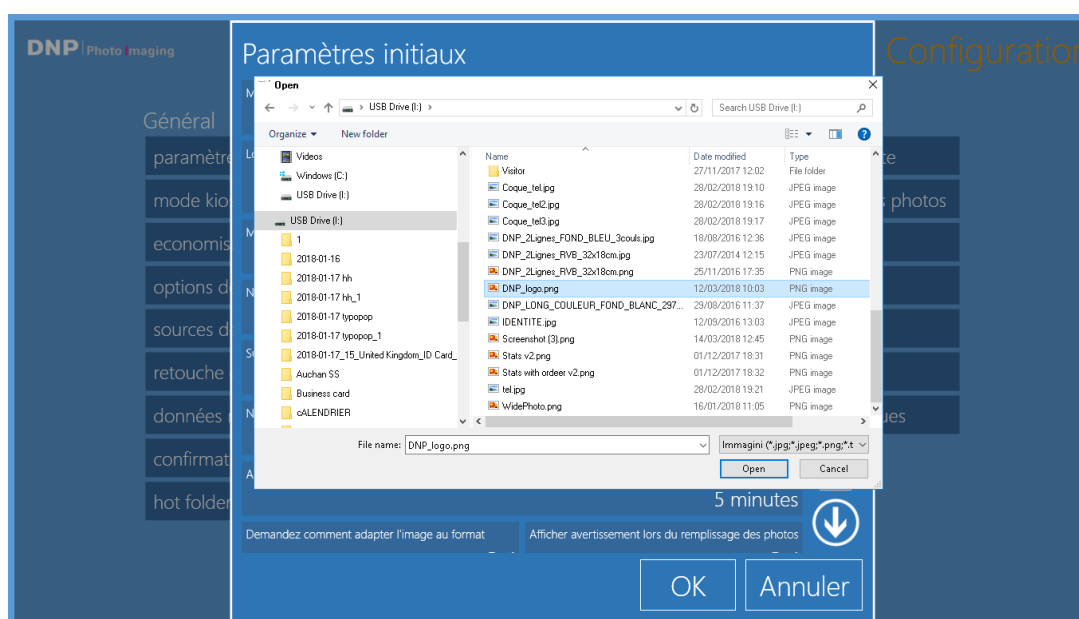 DNP Photo Imaging
Paramètres initiaux
Configuration
Général
paramètre
mode kio
economis
options d
sources d
retouche
données
confirmat
hot folder
te
photos
ues
Open
USB Drive (I:)
Search USB Drive (I:)
Organize
New folder
Videos
Windows (C:)
USB Drive (I:)
USB Drive (I:)
1
2018-01-16
2018-01-17 hh
2018-01-17 hh_1
2018-01-17 typopop
2018-01-17 typopop_1
2018-01-17_15_United Kingdom_ID Card_
Auchan SS
Business card
cALENDRIER
Name Date modified Type
Visitor 27/11/2017 12:02 File folder
Coque_tel.jpg 28/02/2018 19:10 JPEG image
Coque_tel2.jpg 28/02/2018 19:16 JPEG image
Coque_tel3.jpg 28/02/2018 19:17 JPEG image
DNP_2Lignes_FOND_BLEU_3couls.jpg 18/08/2016 12:36 JPEG image
DNP_2Lignes_RVB_32x18cm.jpg 23/07/2014 12:15 JPEG image
DNP_2Lignes_RVB_32x18cm.png 25/11/2016 17:35 PNG image
DNP_logo.png 12/03/2018 10:03 PNG image
DNP_LONG_COULEUR_FOND_BLANC_297... 29/08/2016 11:37 JPEG image
IDENTITE.jpg 12/09/2016 13:03 JPEG image
Screenshot (3).png 14/03/2018 12:45 PNG image
Stats v2.png 01/12/2017 18:31 PNG image
Stats with ordeer v2.png 01/12/2017 18:32 PNG image
tel.jpg 28/02/2018 19:21 JPEG image
WidePhoto.png 16/01/2018 11:05 PNG image
File name: DNP_logo.png
Immagini (*.jpg;*.jpeg;*.png;*.t
Open Cancel
5 minutes
Demandez comment adapter l'image au format
Afficher avertissement lors du remplissage des photos
OK Annuler